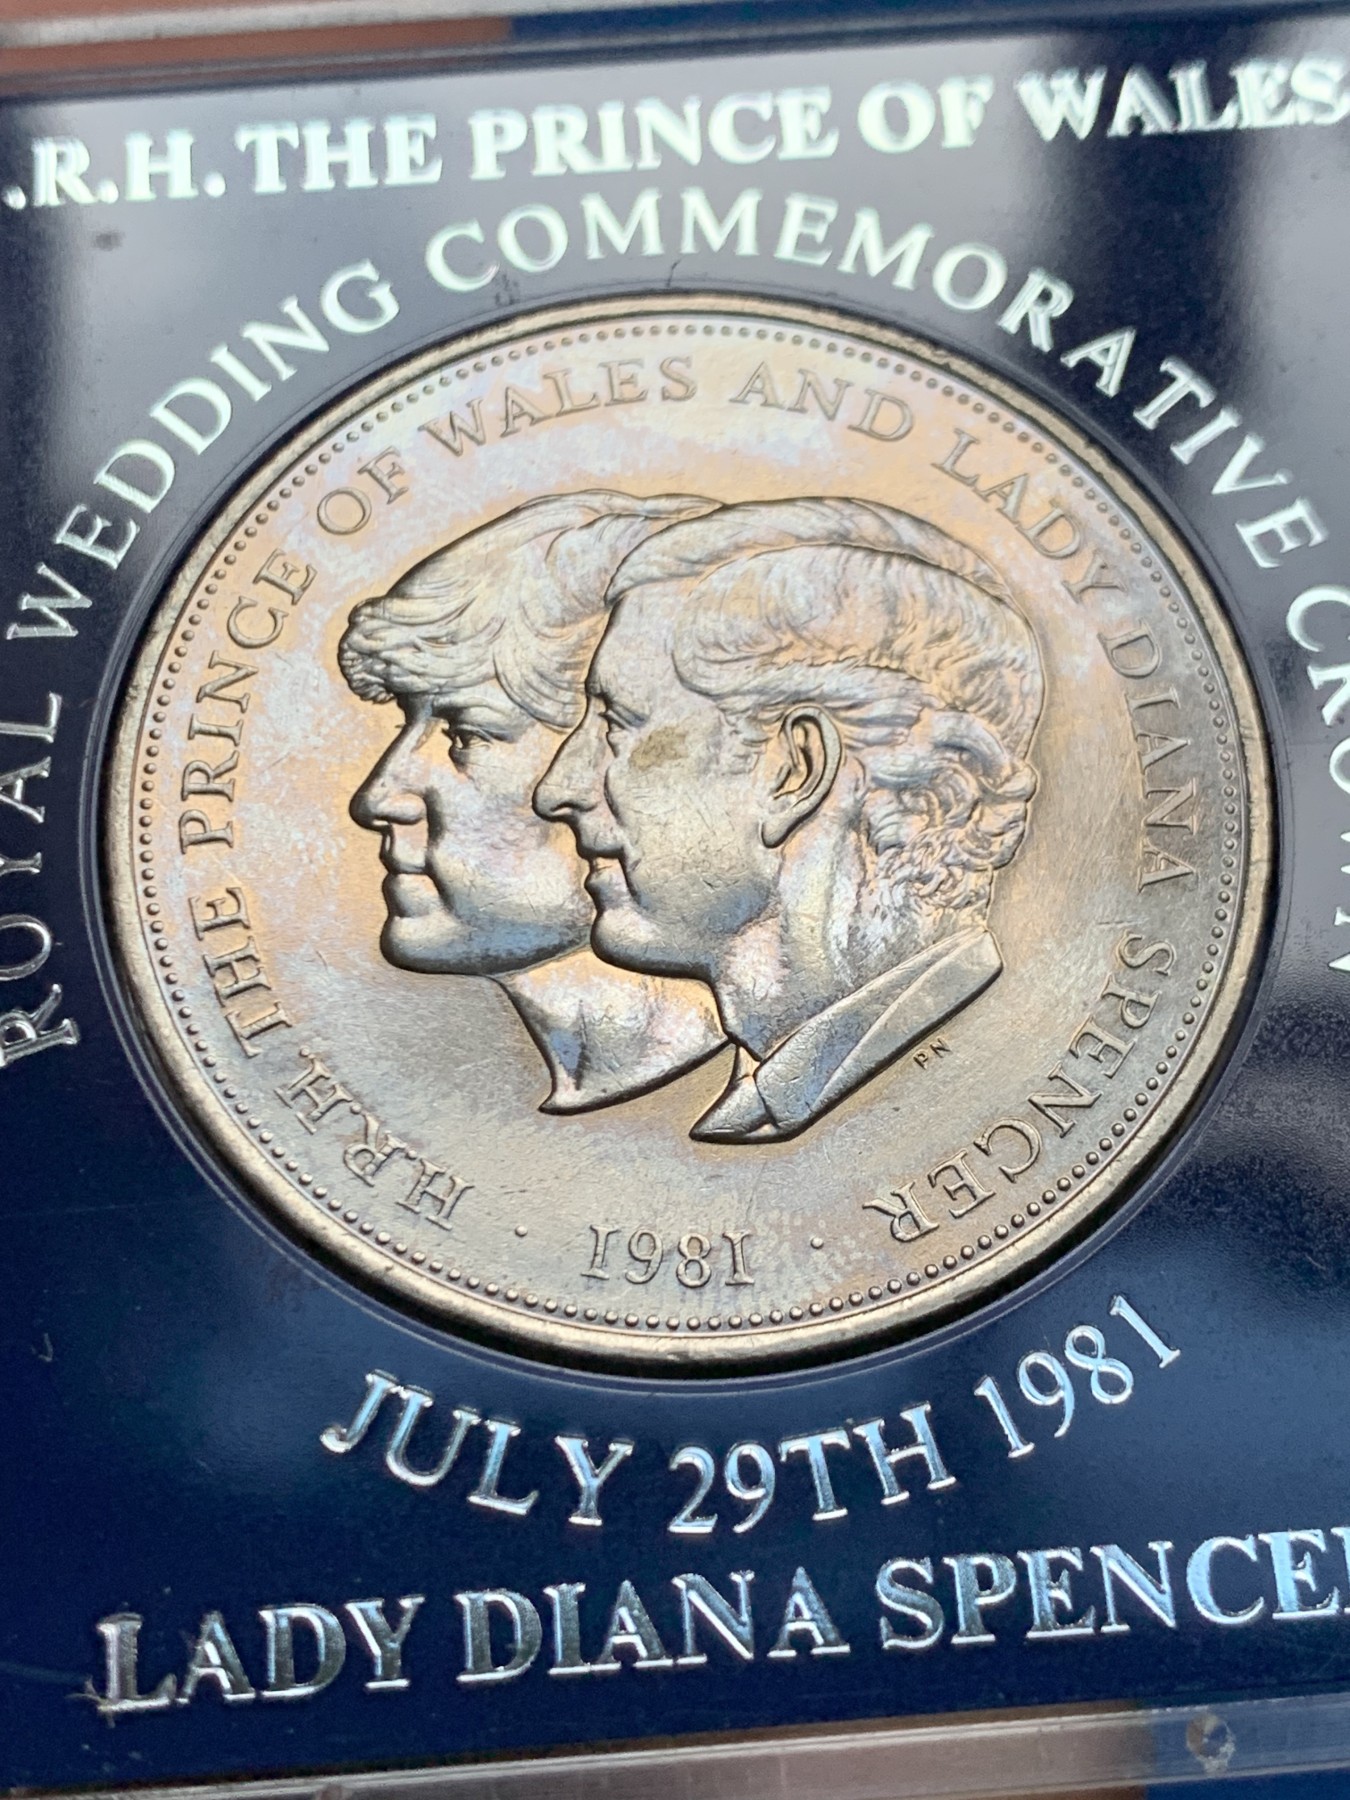 .R.H. THE PRINCE OF WALES
ROYAL WEDDING COMMEMORATIVE CROWN
H.R.H. THE PRINCE OF WALES AND LADY DIANA SPENCER
PN
· 1981 ·
JULY 29TH 1981
LADY DIANA SPENCE